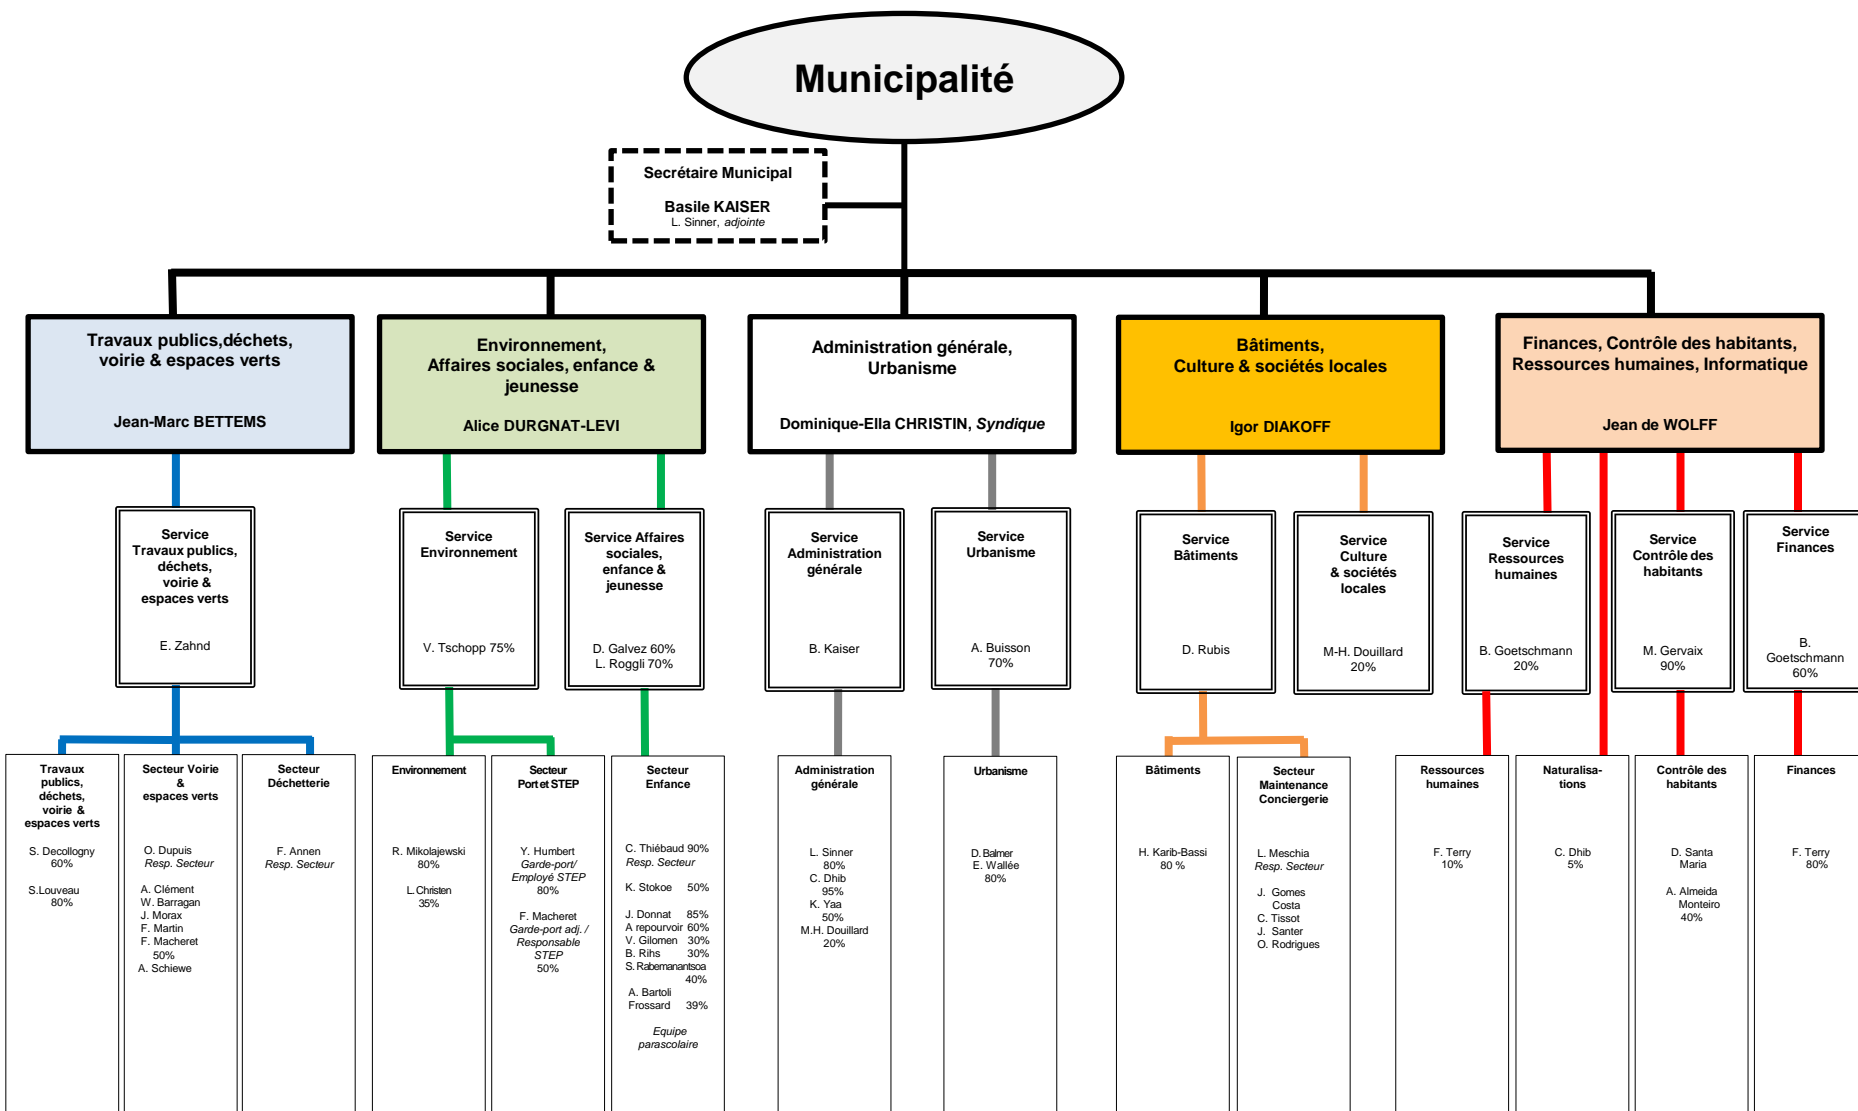 Municipalité
Secrétaire Municipal
Basile KAISER
L. Sinner, adjointe
Travaux publics,déchets,
voirie & espaces verts
Jean-Marc BETTEMS
Environnement,
Affaires sociales, enfance &
jeunesse
Alice DURGNAT-LEVI
Administration générale,
Urbanisme
Dominique-Ella CHRISTIN, Syndique
Bâtiments,
Culture & sociétés locales
Igor DIAKOFF
Finances, Contrôle des habitants,
Ressources humaines, Informatique
Jean de WOLFF
Service
Travaux publics,
déchets,
voirie &
espaces verts
E. Zahnd
Service
Environnement
V. Tschopp 75%
Service Affaires
sociales,
enfance &
jeunesse
D. Galvez 60%
L. Roggli 70%
Service
Administration
générale
B. Kaiser
Service
Urbanisme
A. Buisson
70%
Service
Bâtiments
D. Rubis
Service
Culture
& sociétés
locales
M-H. Douillard
20%
Service
Ressources
humaines
B. Goetschmann
20%
Service
Contrôle des
habitants
M. Gervaix
90%
Service
Finances
B.
Goetschmann
60%
Travaux
publics,
déchets,
voirie &
espaces verts
S. Decollogny
60%
S.Louveau
80%
Secteur Voirie
&
espaces verts
O. Dupuis
Resp. Secteur
A. Clément
W. Barragan
J. Morax
F. Martin
F. Macheret
50%
A. Schiewe
Secteur
Déchetterie
F. Annen
Resp. Secteur
Environnement
R. Mikolajewski
80%
L. Christen
35%
Secteur
Port et STEP
Y. Humbert
Garde-port/
Employé STEP
80%
F. Macheret
Garde-port adj. /
Responsable
STEP
50%
Secteur
Enfance
C. Thiébaud 90%
Resp. Secteur
K. Stokoe 50%
J. Donnat 85%
A repourvoir 60%
V. Gilomen 30%
B. Rihs 30%
S. Rabemanantsoa
40%
A. Bartoli
Frossard 39%
Equipe
parascolaire
Administration
générale
L. Sinner
80%
C. Dhib
95%
K. Yaa
50%
M.H. Douillard
20%
Urbanisme
D. Balmer
E. Wallée
80%
Bâtiments
H. Karib-Bassi
80 %
Secteur
Maintenance
Conciergerie
L. Meschia
Resp. Secteur
J. Gomes
Costa
C. Tissot
J. Santer
O. Rodrigues
Ressources
humaines
F. Terry
10%
Naturalisa-
tions
C. Dhib
5%
Contrôle des
habitants
D. Santa
Maria
A. Almeida
Monteiro
40%
Finances
F. Terry
80%